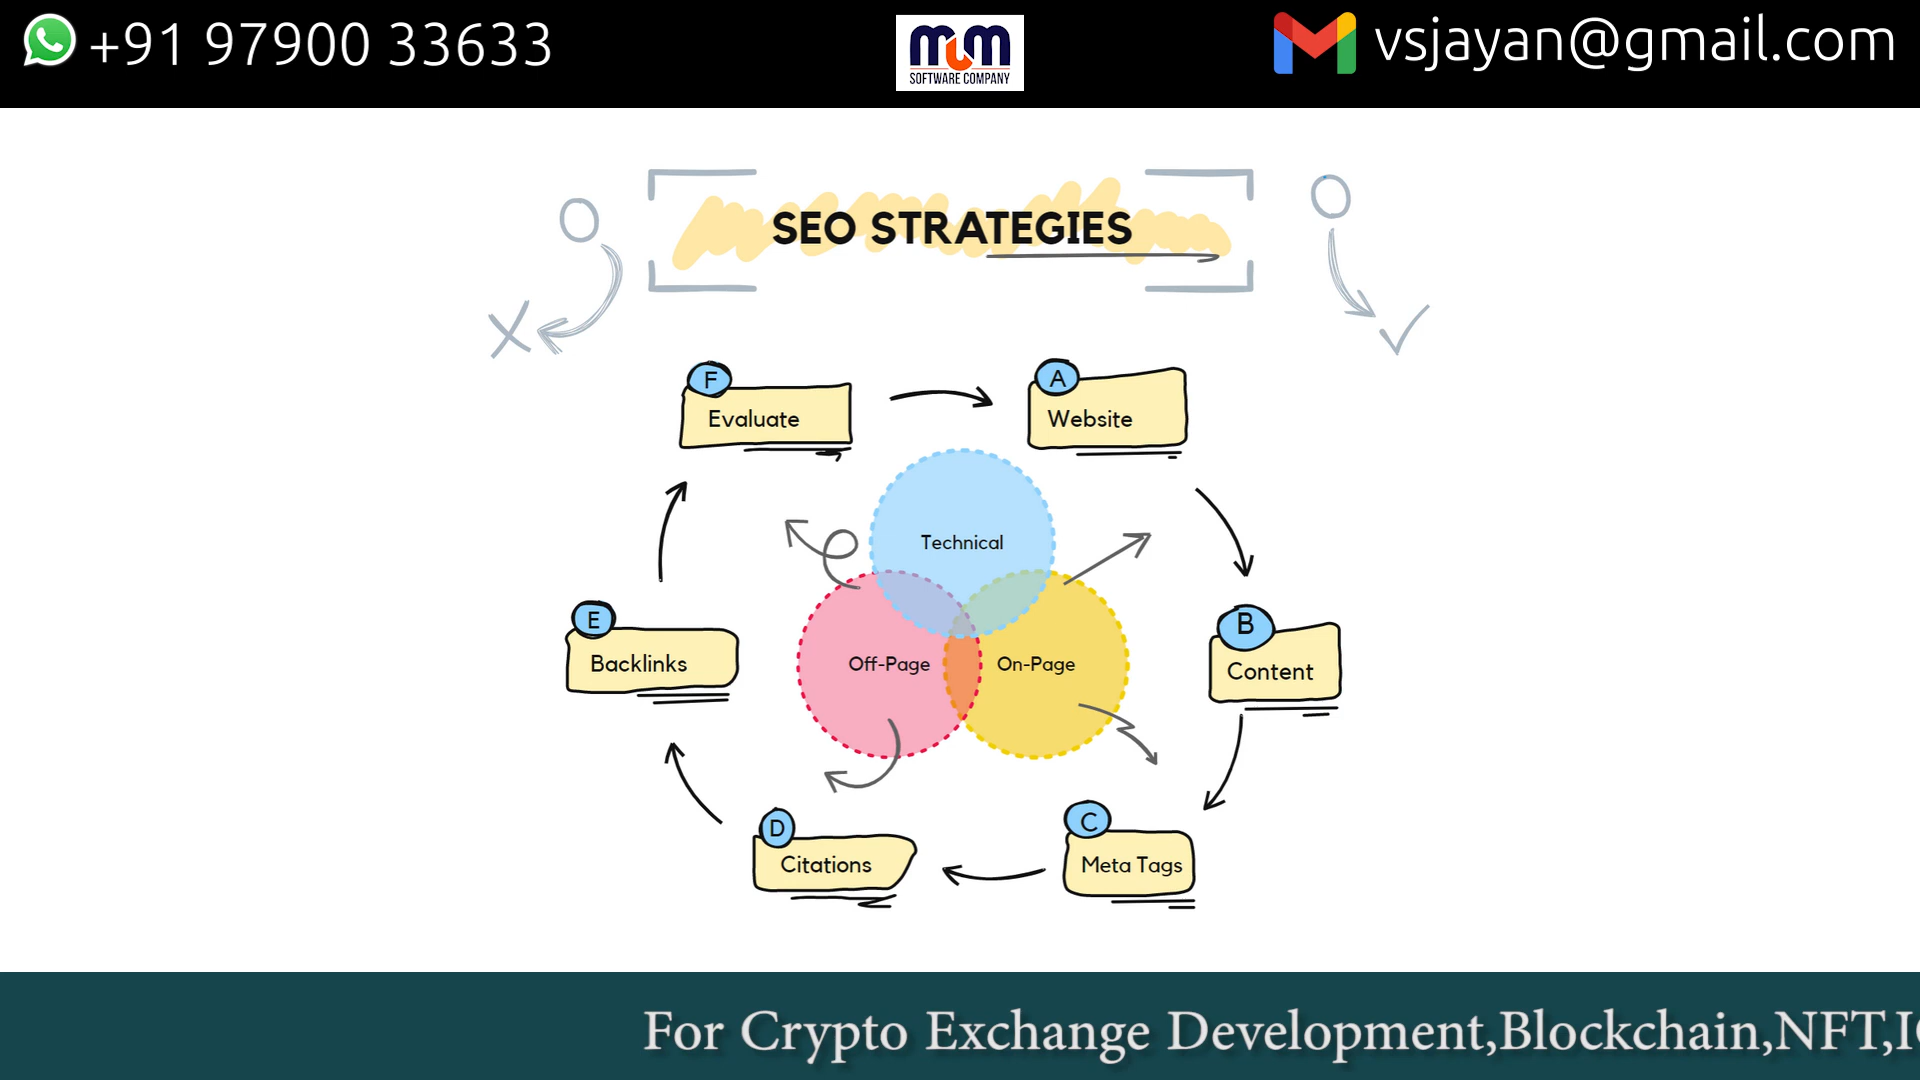 +91 97900 33633
mum
SOFTWARE COMPANY
vsjayan@gmail.com
SEO STRATEGIES
F
Evaluate
A
Website
Technical
E
Backlinks
Off-Page
On-Page
B
Content
D
Citations
C
Meta Tags
For Crypto Exchange Development,Blockchain,NFT,